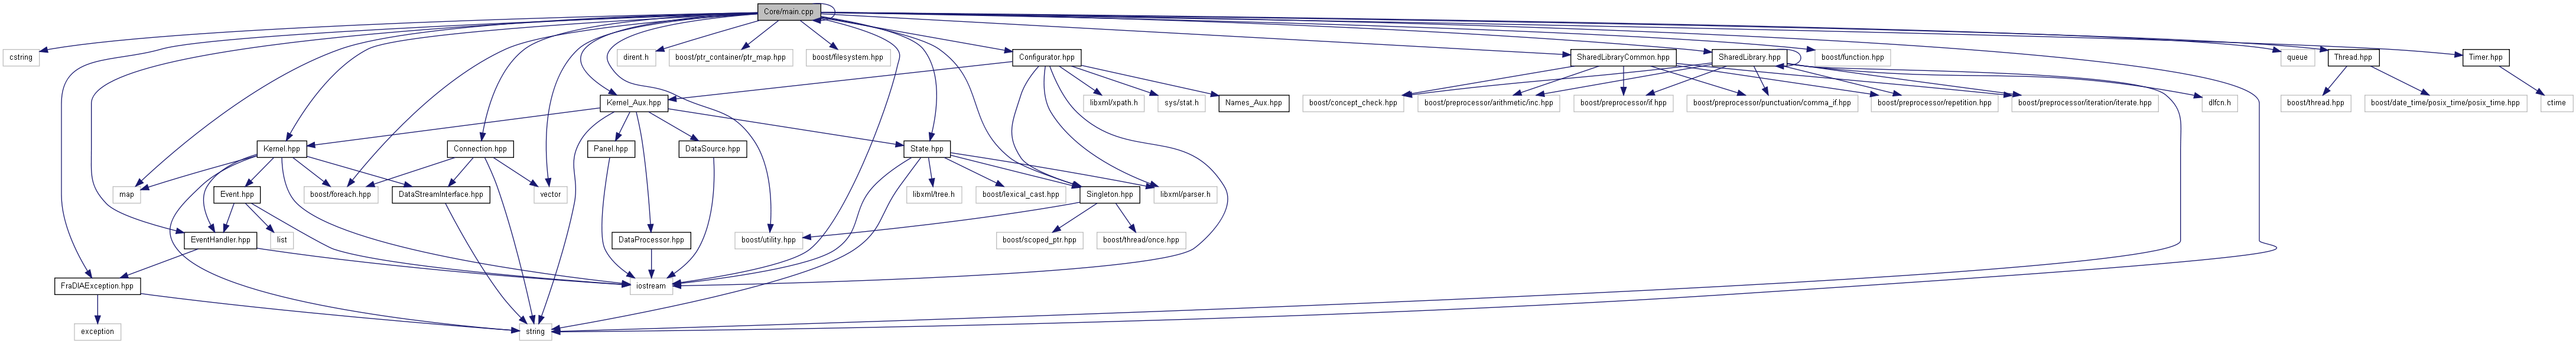 Core/main.cpp
cstring
dirent.h
boost/ptr_container/ptr_map.hpp
boost/filesystem.hpp
Configurator.hpp
SharedLibraryCommon.hpp
SharedLibrary.hpp
boost/function.hpp
queue
Thread.hpp
Timer.hpp
Kernel_Aux.hpp
libxml/xpath.h
sys/stat.h
Names_Aux.hpp
boost/concept_check.hpp
boost/preprocessor/arithmetic/inc.hpp
boost/preprocessor/if.hpp
boost/preprocessor/punctuation/comma_if.hpp
boost/preprocessor/repetition.hpp
boost/preprocessor/iteration/iterate.hpp
dlfcn.h
boost/thread.hpp
boost/date_time/posix_time/posix_time.hpp
ctime
Kernel.hpp
Connection.hpp
Panel.hpp
DataSource.hpp
State.hpp
map
Event.hpp
boost/foreach.hpp
DataStreamInterface.hpp
vector
libxml/tree.h
boost/lexical_cast.hpp
Singleton.hpp
libxml/parser.h
EventHandler.hpp
list
DataProcessor.hpp
boost/utility.hpp
boost/scoped_ptr.hpp
boost/thread/once.hpp
FraDIAException.hpp
iostream
exception
string